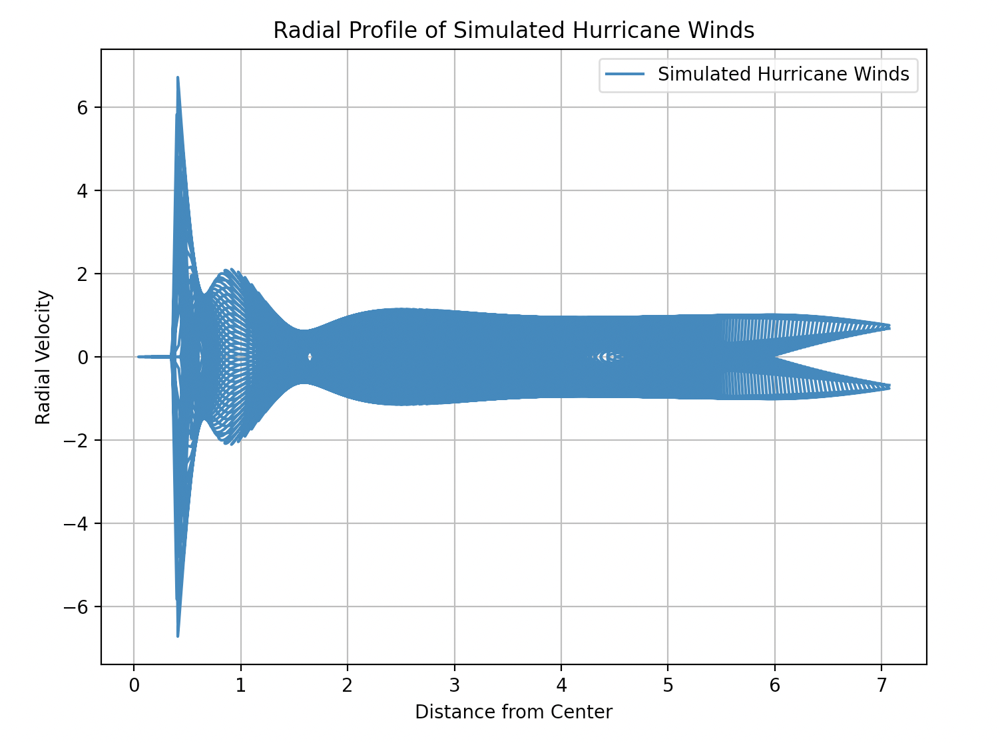 Radial Profile of Simulated Hurricane Winds
Simulated Hurricane Winds
Radial Velocity
6
4
2
0
−2
−4
−6
0 1 2 3 4 5 6 7
Distance from Center